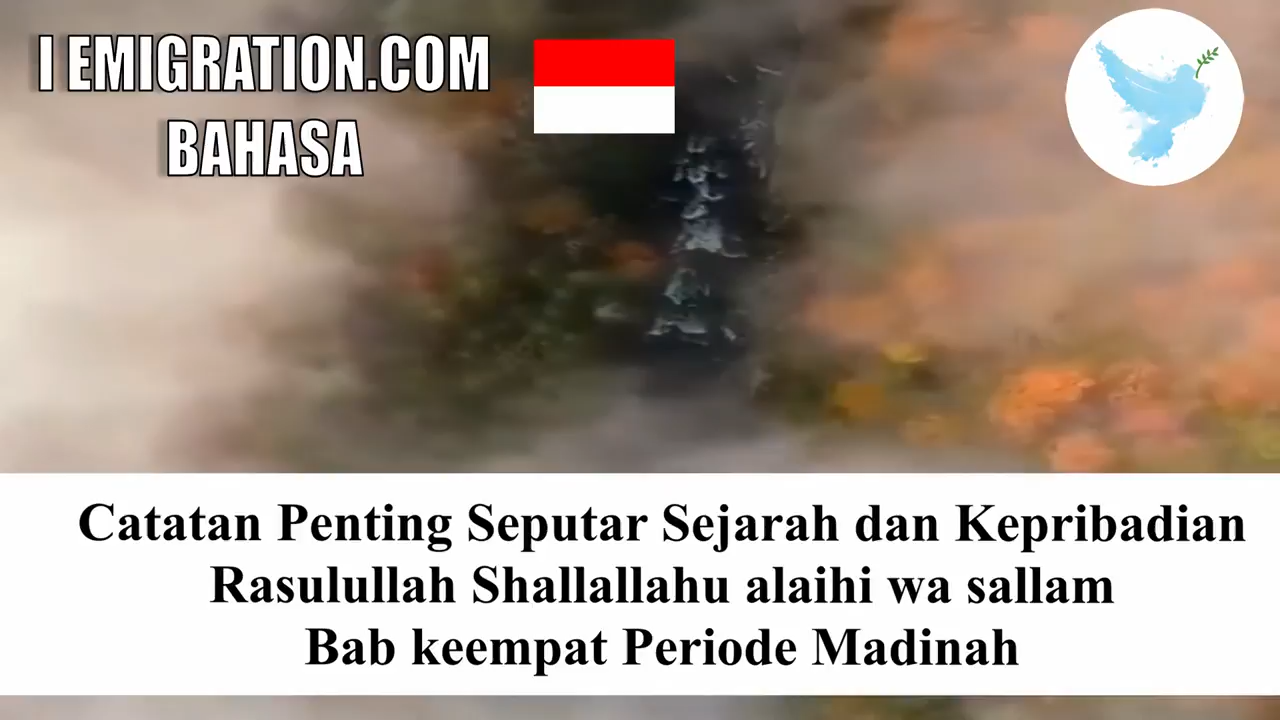 I EMIGRATION.COM
BAHASA
Catatan Penting Seputar Sejarah dan Kepribadian
Rasulullah Shallallahu alaihi wa sallam
Bab keempat Periode Madinah